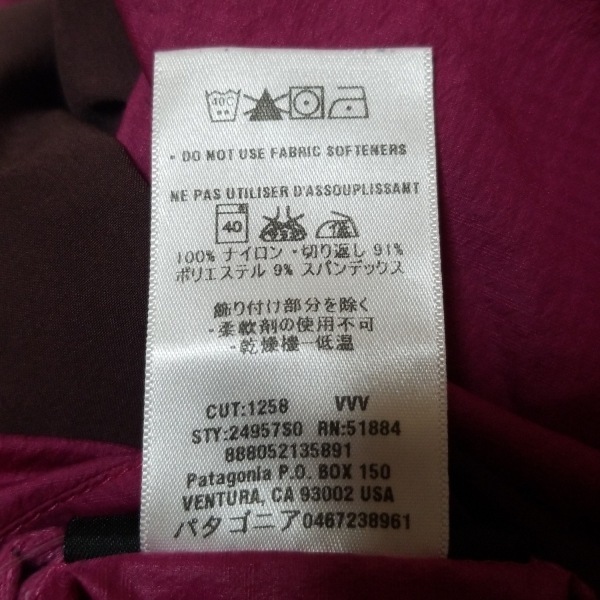 40C
- DO NOT USE FABRIC SOFTENERS
NE PAS UTILISER D'ASSOUPLISSANT
40
100% ナイロン・切り返し 91%
ポリエステル 9% スパンデックス
飾り付け部分を除く
-柔軟剤の使用不可
-乾燥機一低温
CUT:1258 VVV
STY:24957S0 RN:51884
888052135891
Patagonia P.O. BOX 150
VENTURA, CA 93002 USA
パタゴニア0467238961